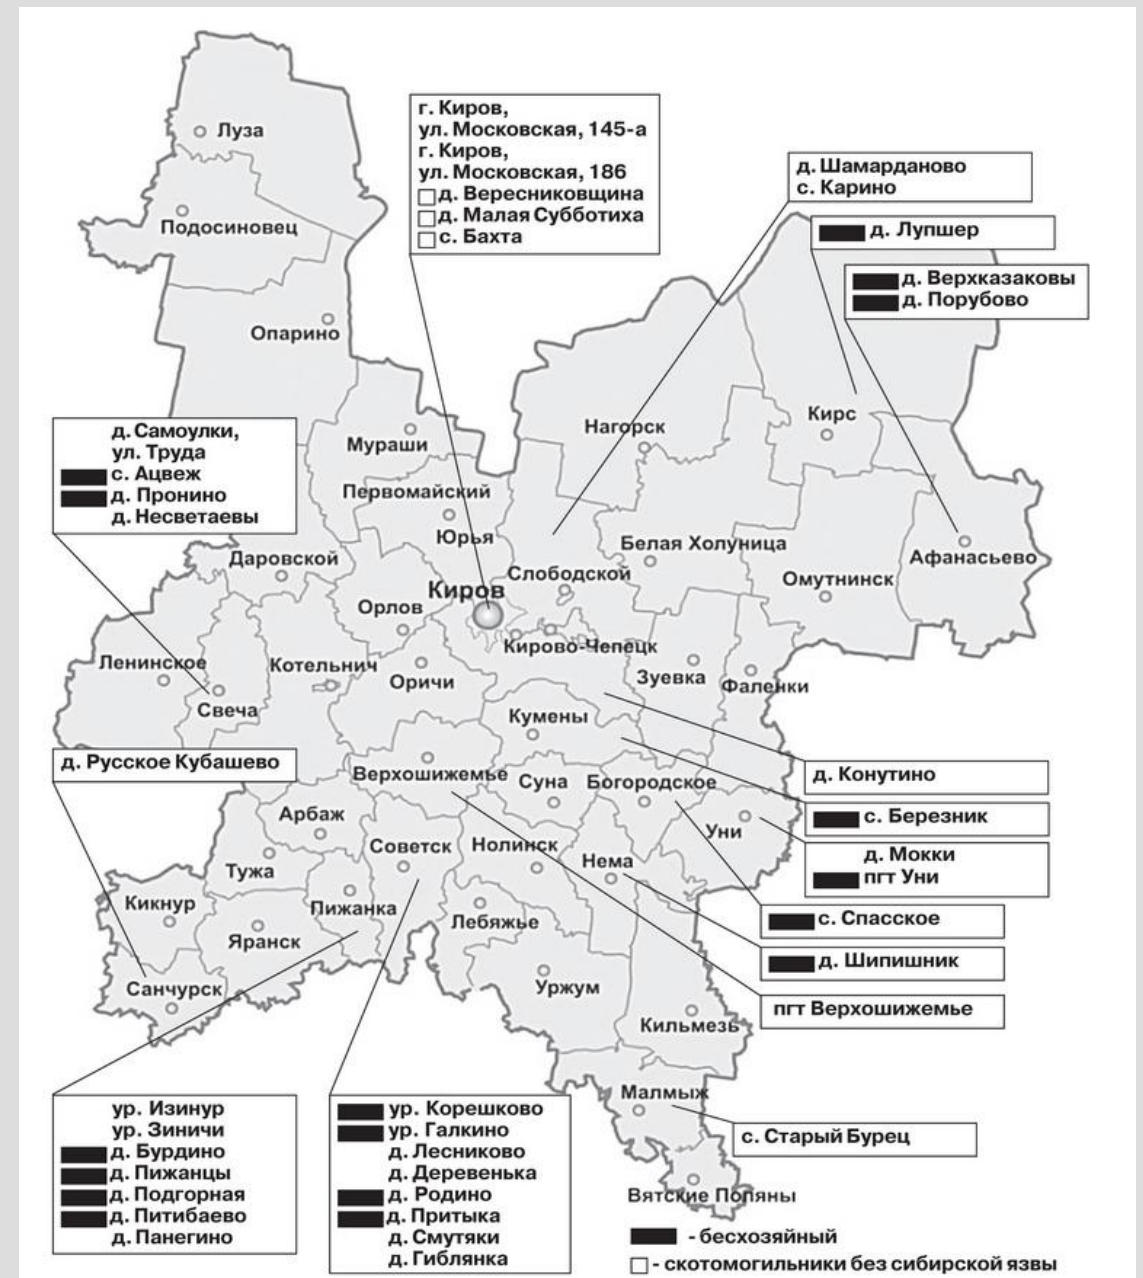 г. Киров,
ул. Московская, 145-а
г. Киров,
ул. Московская, 186
д. Вересниковщина
д. Малая Субботиха
с. Бахта
д. Шамарданово
с. Карино
д. Лупшер
д. Верхказаковы
д. Порубово
Луза
Подосиновец
Опарино
Мураши
Нагорск
Кирс
д. Самоулки,
ул. Труда
с. Ацвеж
д. Пронино
д. Несветаевы
Первомайский
Юрья
Даровской
Белая Холуница
Афанасьево
Слободской
Омутнинск
Киров
Орлов
Кирово-Чепецк
Ленинское
Котельнич
Оричи
Зуевка
Фаленки
Свеча
Кумены
д. Русское Кубашево
Верхошижемье
Суна
Богородское
д. Конутино
с. Березник
Арбаж
Уни
Советск
Нолинск
Нема
д. Мокки
пгт Уни
Тужа
Кикнур
Пижанка
Лебяжье
с. Спасское
Яранск
д. Шипишник
Санчурск
Уржум
пгт Верхошижемье
Кильмезь
Малмыж
с. Старый Бурец
Вятские Поляны
ур. Изинур
ур. Зиничи
д. Бурдино
д. Пижанцы
д. Подгорная
д. Питибаево
д. Панегино
ур. Корешково
ур. Галкино
д. Лесниково
д. Деревенька
д. Родино
д. Притыка
д. Смутяки
д. Гиблянка
- бесхозяйный
- скотомогильники без сибирской язвы